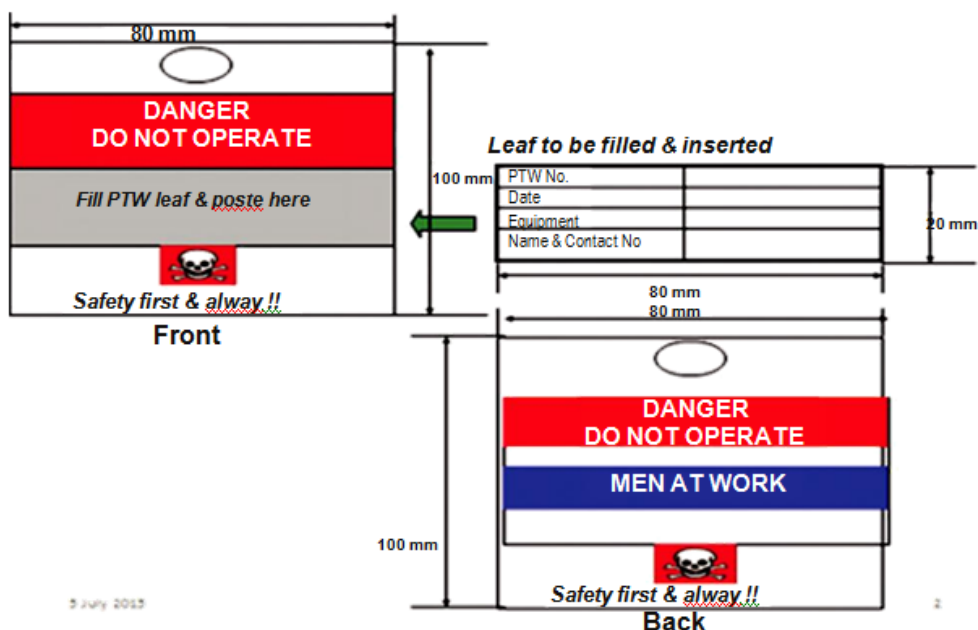 80 mm
DANGER
DO NOT OPERATE
Fill PTW leaf & poste here
Safety first & alway.!!
Front
100 mm
Leaf to be filled & inserted
PTW No.
Date
Equipment
Name & Contact No
20 mm
80 mm
80 mm
DANGER
DO NOT OPERATE
MEN AT WORK
100 mm
Safety first & alway.!!
Back
5 July 2015
2